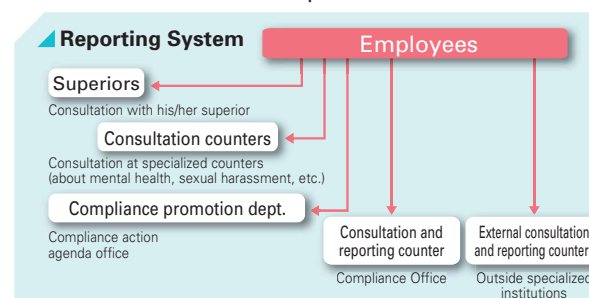 Reporting System
Employees
Superiors
Consultation with his/her superior
Consultation counters
Consultation at specialized counters
(about mental health, sexual harassment, etc.)
Compliance promotion dept.
Compliance action
agenda office
Consultation and
reporting counter
Compliance Office
External consultation
and reporting counter
Outside specialized
institutions